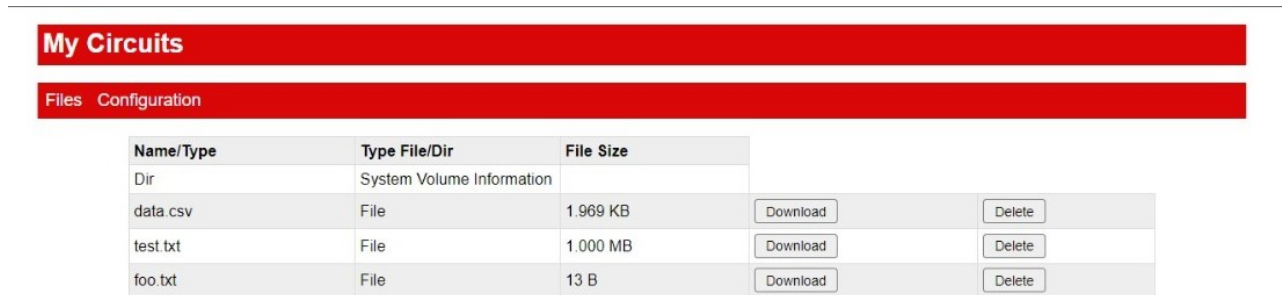 My Circuits
Files Configuration
Name/Type Type File/Dir File Size
Dir System Volume Information
data.csv File 1.969 KB Download Delete
test.txt File 1.000 MB Download Delete
foo.txt File 13 B Download Delete